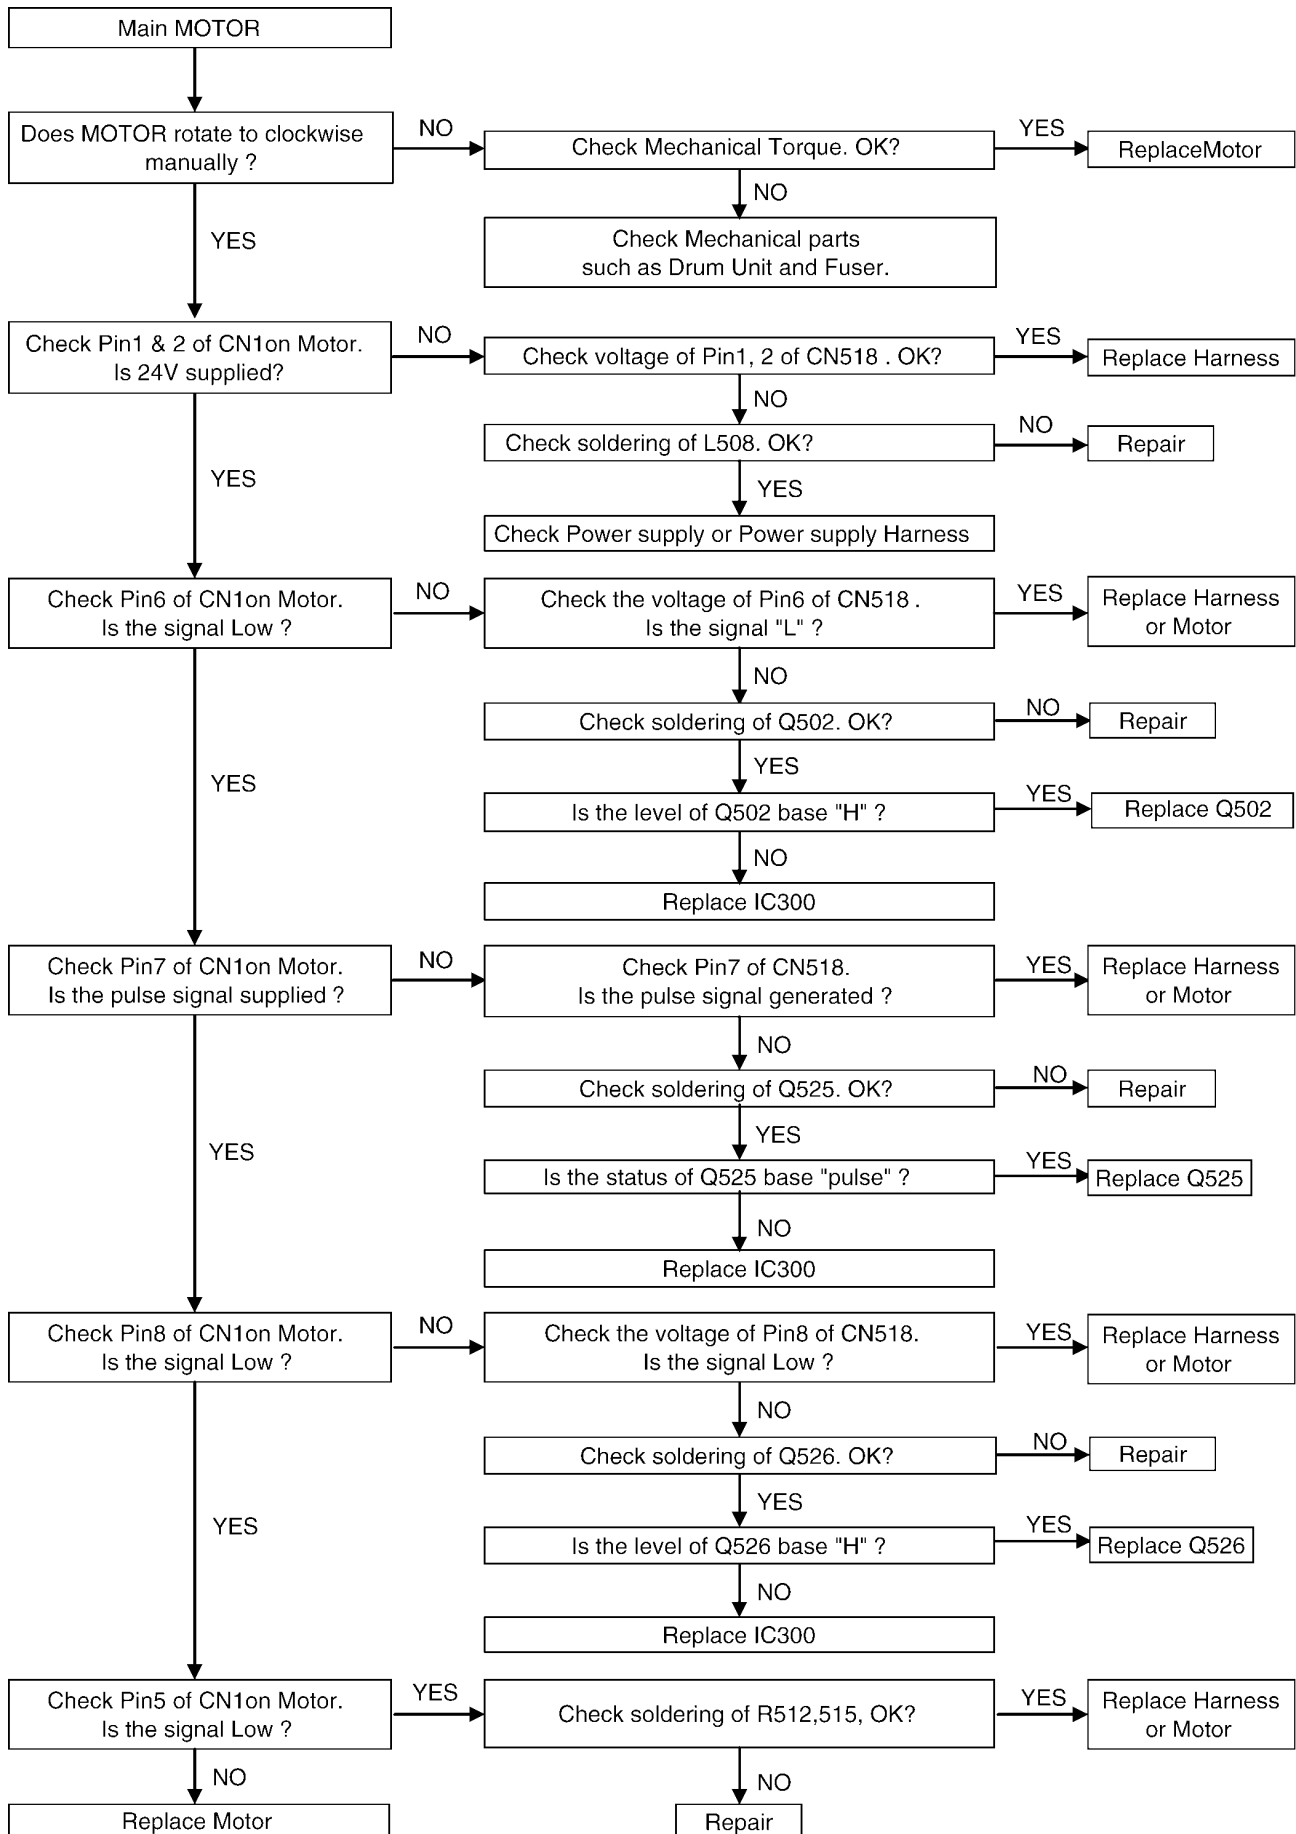 Main MOTOR
Does MOTOR rotate to clockwise
manually ?
NO
Check Mechanical Torque. OK?
YES
ReplaceMotor
NO
YES
Check Mechanical parts
such as Drum Unit and Fuser.
Check Pin1 & 2 of CN1on Motor.
Is 24V supplied?
NO
Check voltage of Pin1, 2 of CN518 . OK?
YES
Replace Harness
NO
Check soldering of L508. OK?
NO
Repair
YES
YES
Check Power supply or Power supply Harness
Check Pin6 of CN1on Motor.
Is the signal Low ?
NO
Check the voltage of Pin6 of CN518 .
Is the signal "L" ?
YES
Replace Harness
or Motor
NO
Check soldering of Q502. OK?
NO
Repair
YES
YES
Is the level of Q502 base "H" ?
YES
Replace Q502
NO
Replace IC300
Check Pin7 of CN1on Motor.
Is the pulse signal supplied ?
NO
Check Pin7 of CN518.
Is the pulse signal generated ?
YES
Replace Harness
or Motor
NO
Check soldering of Q525. OK?
NO
Repair
YES
YES
Is the status of Q525 base "pulse" ?
YES
Replace Q525
NO
Replace IC300
Check Pin8 of CN1on Motor.
Is the signal Low ?
NO
Check the voltage of Pin8 of CN518.
Is the signal Low ?
YES
Replace Harness
or Motor
NO
Check soldering of Q526. OK?
NO
Repair
YES
YES
Is the level of Q526 base "H" ?
YES
Replace Q526
NO
Replace IC300
Check Pin5 of CN1on Motor.
Is the signal Low ?
YES
Check soldering of R512,515, OK?
YES
Replace Harness
or Motor
NO
NO
Replace Motor
Repair